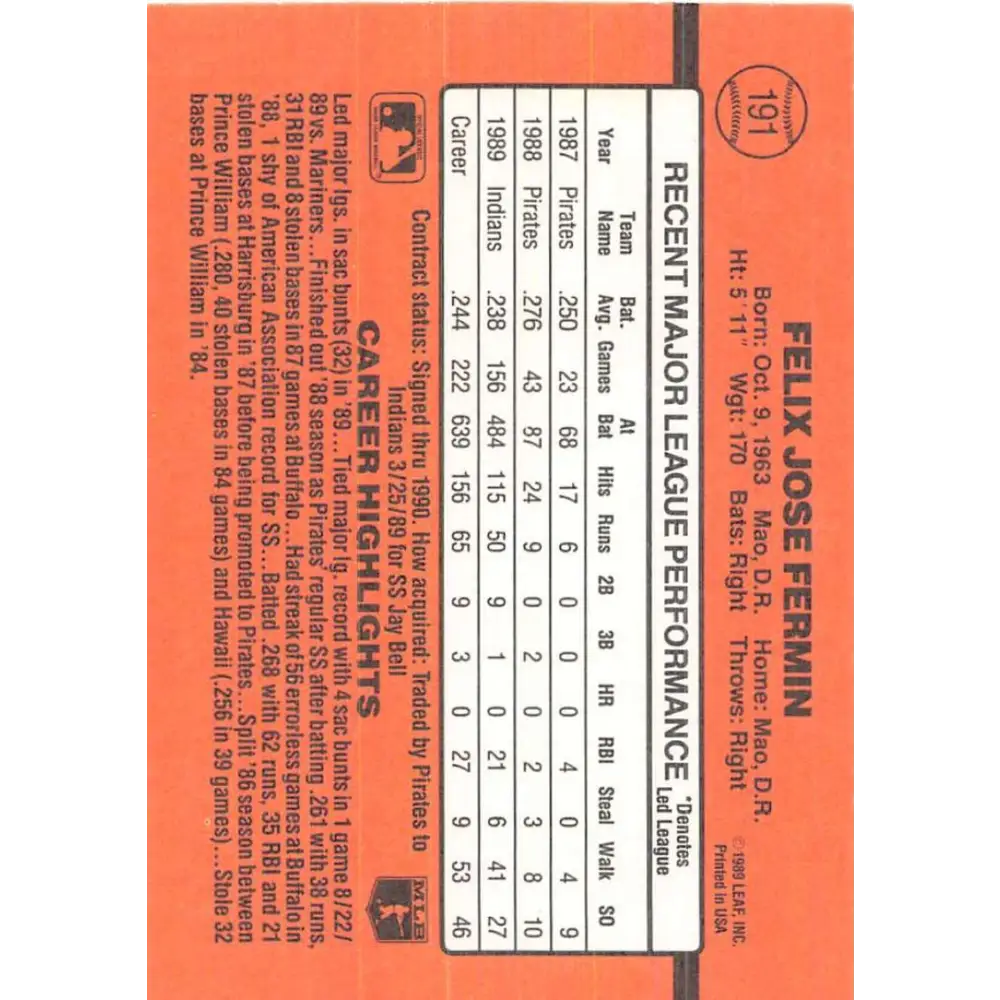 191
FELIX JOSE FERMIN
Born: Oct. 9, 1963 Mao, D.R. Home: Mao, D.R.
Ht: 5'11" Wgt: 170 Bats: Right Throws: Right
©1989 LEAF, INC.
Printed in USA
RECENT MAJOR LEAGUE PERFORMANCE *Denotes Led League
Year Team Name Bat. Avg. Games At Bat Hits Runs 2B 3B HR RBI Steal Walk SO
1987 Pirates .250 23 68 17 6 0 0 0 4 0 4 9
1988 Pirates .276 43 87 24 9 0 2 0 2 3 8 10
1989 Indians .238 156 484 115 50 9 1 0 21 6 41 27
Career .244 222 639 156 65 9 3 0 27 9 53 46
Contract status: Signed thru 1990. How acquired: Traded by Pirates to
Indians 3/25/89 for SS Jay Bell
MLB
CAREER HIGHLIGHTS
Led major lgs. in sac bunts (32) in '89...Tied major lg. record with 4 sac bunts in 1 game 8/22/
89 vs. Mariners...Finished out '88 season as Pirates' regular SS after batting .261 with 38 runs,
31 RBI and 8 stolen bases in 87 games at Buffalo...Had streak of 56 errorless games at Buffalo in
'88, 1 shy of American Association record for SS...Batted .268 with 62 runs, 35 RBI and 21
stolen bases at Harrisburg in '87 before being promoted to Pirates...Split '86 season between
Prince William (.280, 40 stolen bases in 84 games) and Hawaii (.256 in 39 games)...Stole 32
bases at Prince William in '84.